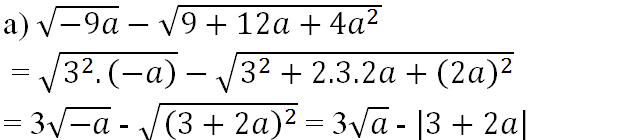 a) √(−9a) − √(9 + 12a + 4a²)
= √(3².(−a)) − √(3² + 2.3.2a + (2a)²)
= 3√(−a) - √((3 + 2a)²) = 3√a - |3 + 2a|